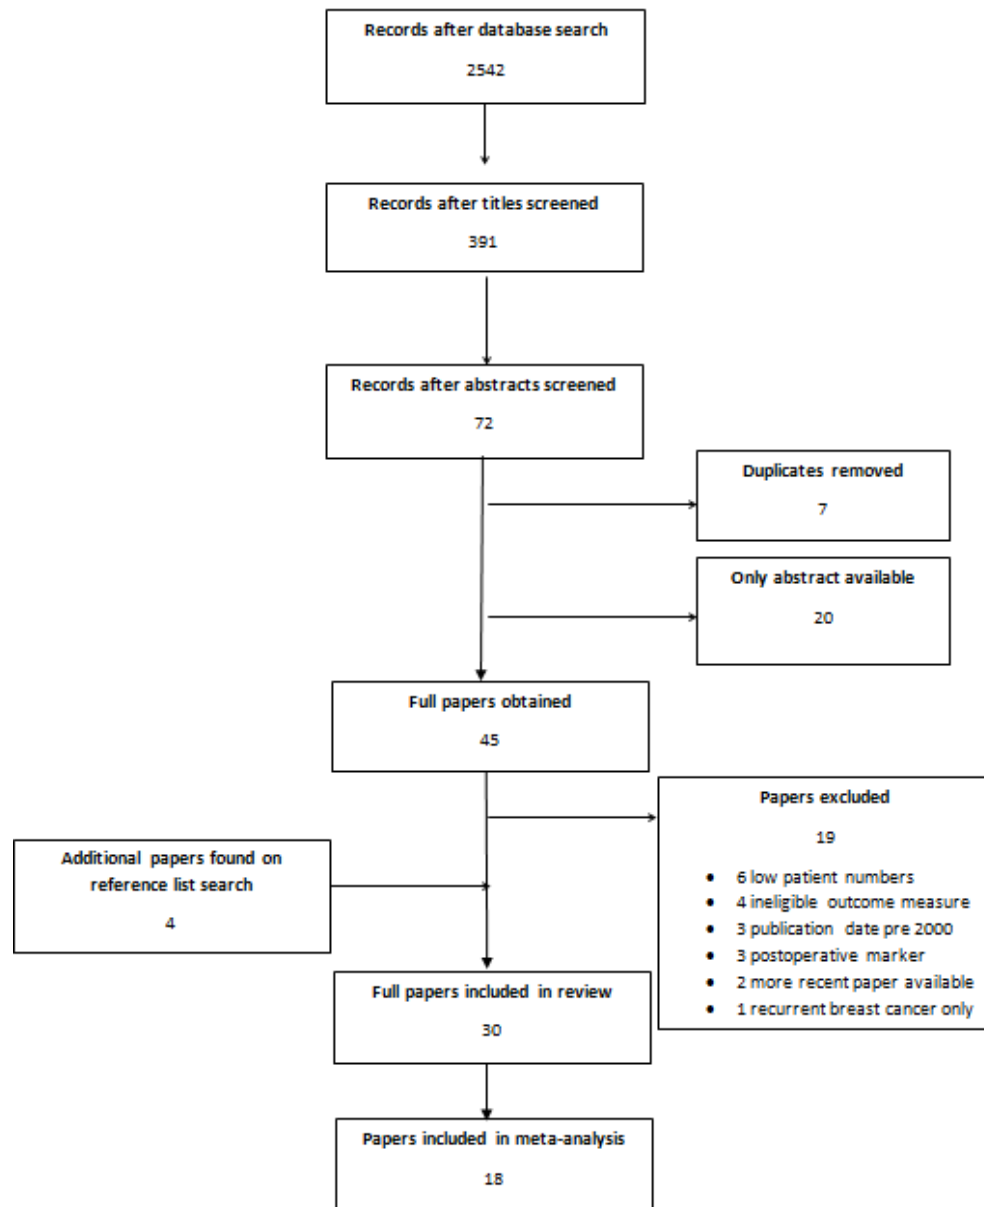 Records after database search
2542
Records after titles screened
391
Records after abstracts screened
72
Duplicates removed
7
Only abstract available
20
Full papers obtained
45
Papers excluded
19
• 6 low patient numbers
• 4 ineligible outcome measure
• 3 publication date pre 2000
• 3 postoperative marker
• 2 more recent paper available
• 1 recurrent breast cancer only
Additional papers found on
reference list search
4
Full papers included in review
30
Papers included in meta-analysis
18